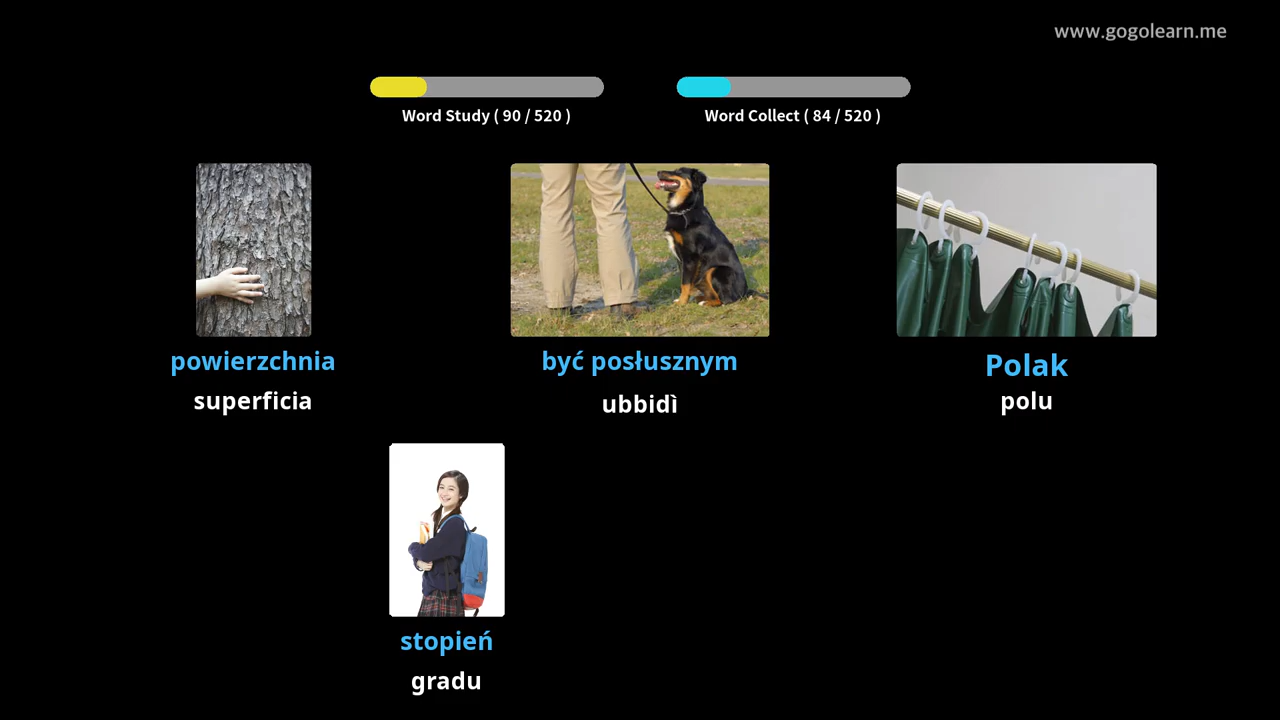 www.gogolearn.me
Word Study ( 90 / 520 )
Word Collect ( 84 / 520 )
powierzchnia
superficia
być posłusznym
ubbidì
Polak
polu
stopień
gradu